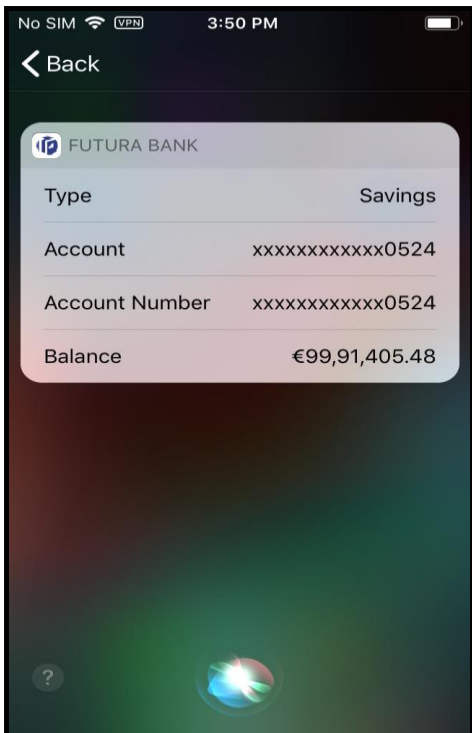 No SIM VPN 3:50 PM
Back
FUTURA BANK
Type Savings
Account xxxxxxxxxxxx0524
Account Number xxxxxxxxxxxx0524
Balance €99,91,405.48
?